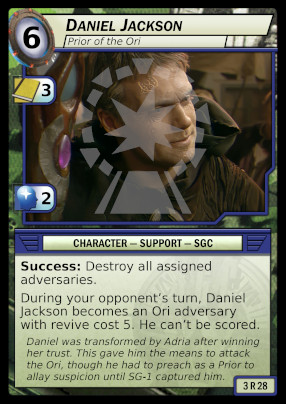 DANIEL JACKSON
6
Prior of the Ori
3
2
CHARACTER – SUPPORT – SGC
Success: Destroy all assigned
adversaries.
During your opponent's turn, Daniel
Jackson becomes an Ori adversary
with revive cost 5. He can't be scored.
Daniel was transformed by Adria after winning
her trust. This gave him the means to attack
the Ori, though he had to preach as a Prior to
allay suspicion until SG-1 captured him.
3 R 28